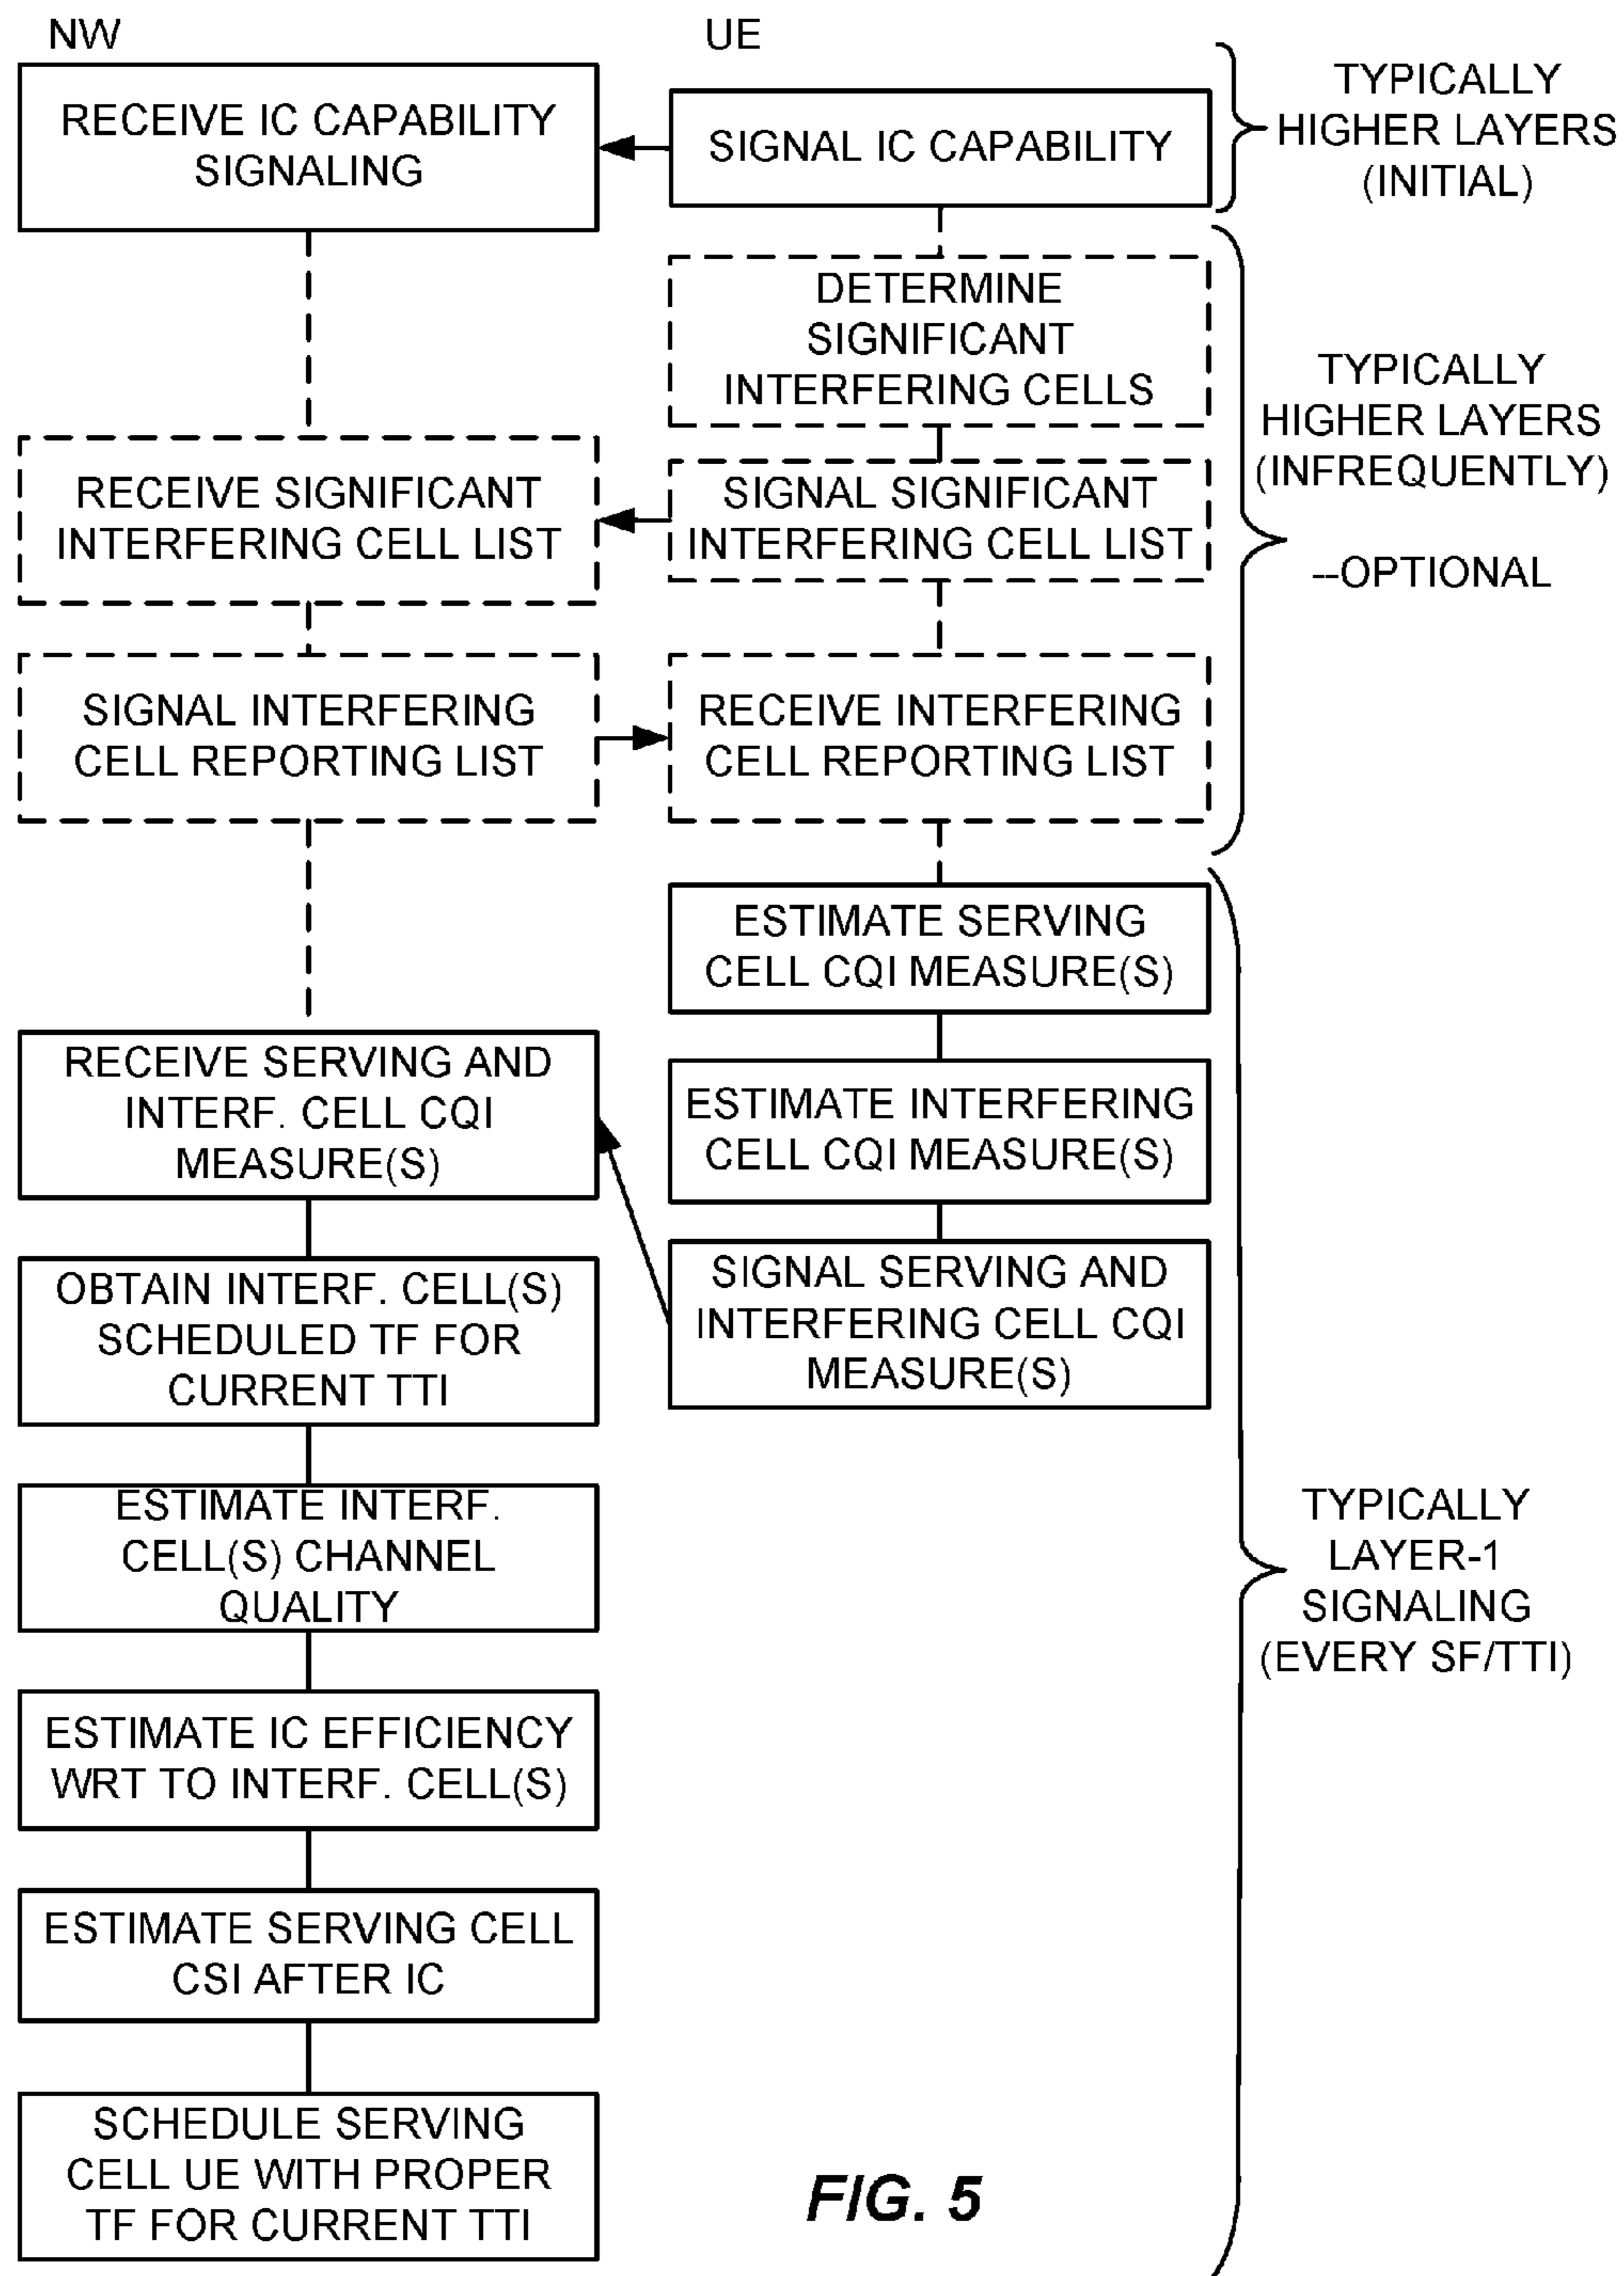 NW
UE
RECEIVE IC CAPABILITY
SIGNALING
SIGNAL IC CAPABILITY
TYPICALLY
HIGHER LAYERS
(INITIAL)
DETERMINE
SIGNIFICANT
INTERFERING CELLS
RECEIVE SIGNIFICANT
INTERFERING CELL LIST
SIGNAL SIGNIFICANT
INTERFERING CELL LIST
SIGNAL INTERFERING
CELL REPORTING LIST
RECEIVE INTERFERING
CELL REPORTING LIST
TYPICALLY
HIGHER LAYERS
(INFREQUENTLY)
--OPTIONAL
ESTIMATE SERVING
CELL CQI MEASURE(S)
ESTIMATE INTERFERING
CELL CQI MEASURE(S)
SIGNAL SERVING AND
INTERFERING CELL CQI
MEASURE(S)
RECEIVE SERVING AND
INTERF. CELL CQI
MEASURE(S)
OBTAIN INTERF. CELL(S)
SCHEDULED TF FOR
CURRENT TTI
ESTIMATE INTERF.
CELL(S) CHANNEL
QUALITY
ESTIMATE IC EFFICIENCY
WRT TO INTERF. CELL(S)
ESTIMATE SERVING CELL
CSI AFTER IC
SCHEDULE SERVING
CELL UE WITH PROPER
TF FOR CURRENT TTI
TYPICALLY
LAYER-1
SIGNALING
(EVERY SF/TTI)
FIG. 5